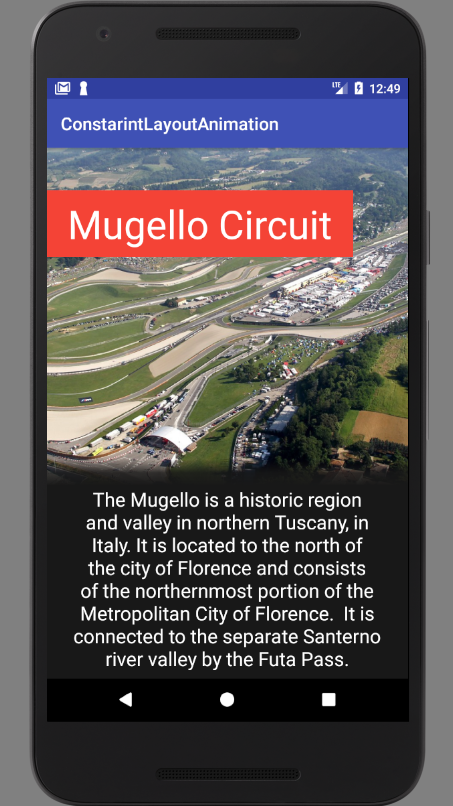 LTE 12:49
ConstarintLayoutAnimation
Mugello Circuit
The Mugello is a historic region
and valley in northern Tuscany, in
Italy. It is located to the north of
the city of Florence and consists
of the northernmost portion of the
Metropolitan City of Florence.  It is
connected to the separate Santerno
river valley by the Futa Pass.